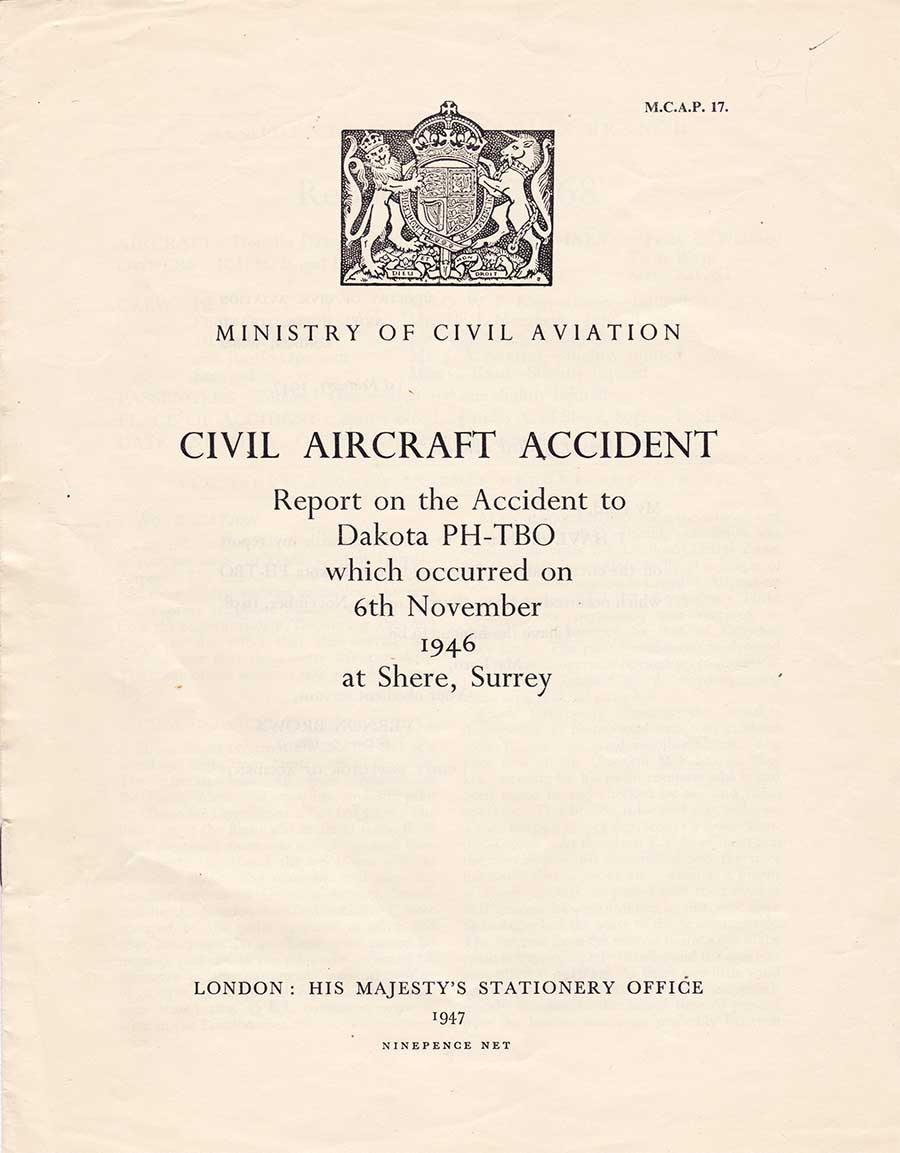 M.C.A.P. 17.
DIEU ET MON DROIT
MINISTRY OF CIVIL AVIATION
CIVIL AIRCRAFT ACCIDENT
Report on the Accident to
Dakota PH-TBO
which occurred on
6th November
1946
at Shere, Surrey
LONDON : HIS MAJESTY'S STATIONERY OFFICE
1947
NINEPENCE NET